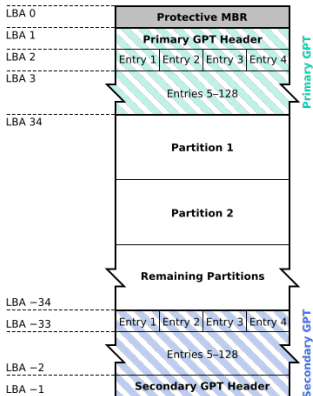 LBA 0
Protective MBR
LBA 1
Primary GPT Header
LBA 2
Entry 1 Entry 2 Entry 3 Entry 4
LBA 3
Entries 5–128
Primary GPT
LBA 34
Partition 1
Partition 2
Remaining Partitions
LBA −34
LBA −33
Entry 1 Entry 2 Entry 3 Entry 4
Entries 5–128
LBA −2
Secondary GPT Header
LBA −1
Secondary GPT